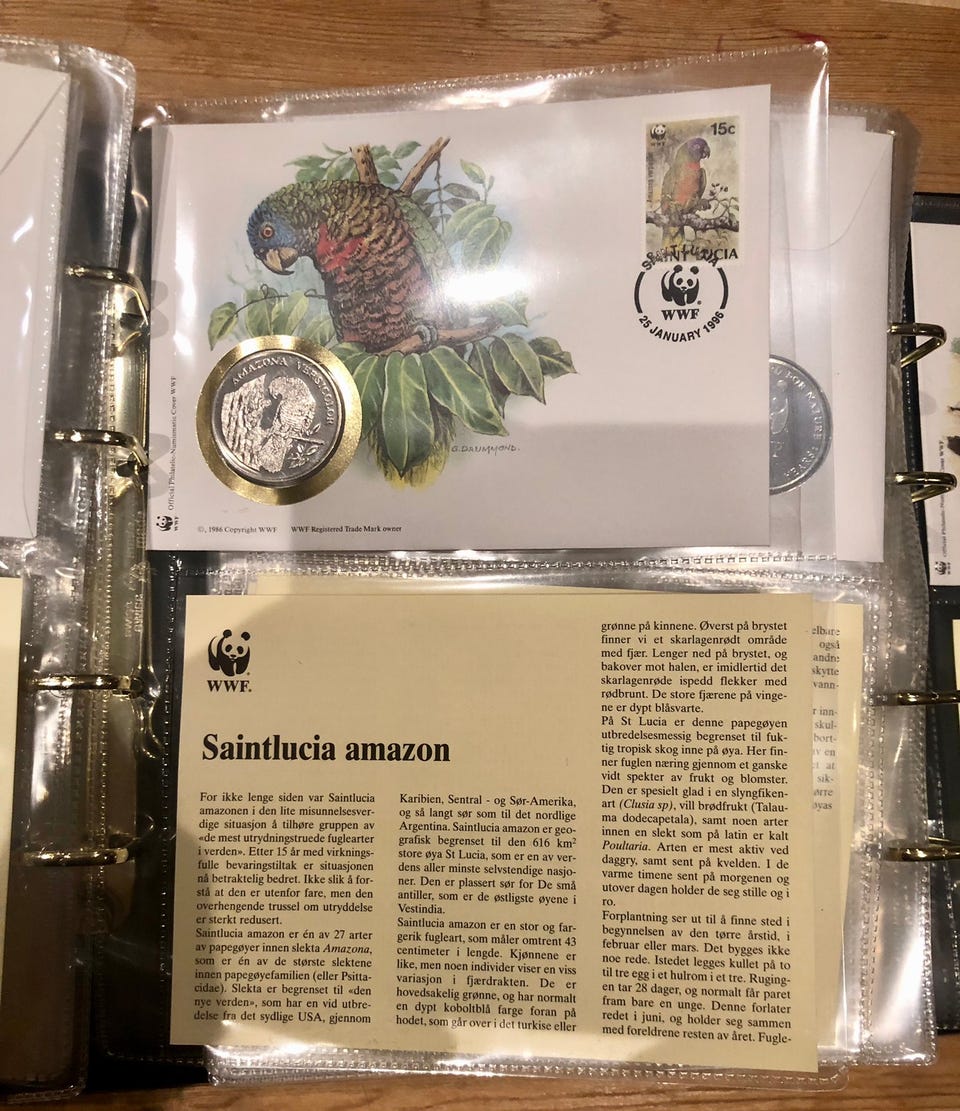 15c
WWF
SAINT LUCIA
WWF
25 JANUARY 1996
AMAZONA VERSICOLOR
G. DRUMMOND.
Official Philatelic-Numismatic Cover WWF
WWF
©, 1986 Copyright WWF WWF Registered Trade Mark owner
FOR NATURE
WWF.
Saintlucia amazon
For ikke lenge siden var Saintlucia
amazonen i den lite misunnelsesver-
dige situasjon å tilhøre gruppen av
«de mest utrydningstruede fuglearter
i verden». Etter 15 år med virknings-
fulle bevaringstiltak er situasjonen
nå betraktelig bedret. Ikke slik å for-
stå at den er utenfor fare, men den
overhengende trussel om utryddelse
er sterkt redusert.
Saintlucia amazon er én av 27 arter
av papegøyer innen slekta Amazona,
som er én av de største slektene
innen papegøyefamilien (eller Psitta-
cidae). Slekta er begrenset til «den
nye verden», som har en vid utbre-
delse fra det sydlige USA, gjennom
Karibien, Sentral - og Sør-Amerika,
og så langt sør som til det nordlige
Argentina. Saintlucia amazon er geo-
grafisk begrenset til den 616 km²
store øya St Lucia, som er en av ver-
dens aller minste selvstendige nasjo-
ner. Den er plassert sør for De små
antiller, som er de østligste øyene i
Vestindia.
Saintlucia amazon er en stor og far-
gerik fugleart, som måler omtrent 43
centimeter i lengde. Kjønnene er
like, men noen individer viser en viss
variasjon i fjærdrakten. De er
hovedsakelig grønne, og har normalt
en dypt koboltblå farge foran på
hodet, som går over i det turkise eller
grønne på kinnene. Øverst på brystet
finner vi et skarlagenrødt område
med fjær. Lenger ned på brystet, og
bakover mot halen, er imidlertid det
skarlagenrøde ispedd flekker med
rødbrunt. De store fjærene på vinge-
ne er dypt blåsvarte.
På St Lucia er denne papegøyen
utbredelsesmessig begrenset til fuk-
tig tropisk skog inne på øya. Her fin-
ner fuglen næring gjennom et ganske
vidt spekter av frukt og blomster.
Den er spesielt glad i en slyngfiken-
art (Clusia sp), vill brødfrukt (Talau-
ma dodecapetala), samt noen arter
innen en slekt som på latin er kalt
Poultaria. Arten er mest aktiv ved
daggry, samt sent på kvelden. I de
varme timene sent på morgenen og
utover dagen holder de seg stille og i
ro.
Forplantning ser ut til å finne sted i
begynnelsen av den tørre årstid, i
februar eller mars. Det bygges ikke
noe rede. Istedet legges kullet på to
til tre egg i et hulrom i et tre. Ruging-
en tar 28 dager, og normalt får paret
fram bare en unge. Denne forlater
redet i juni, og holder seg sammen
med foreldrene resten av året. Fugle-
elbare
også
andre
skytte
vann-
r inn-
skul-
bort-
av en
et at
sik-
ørre
øyas